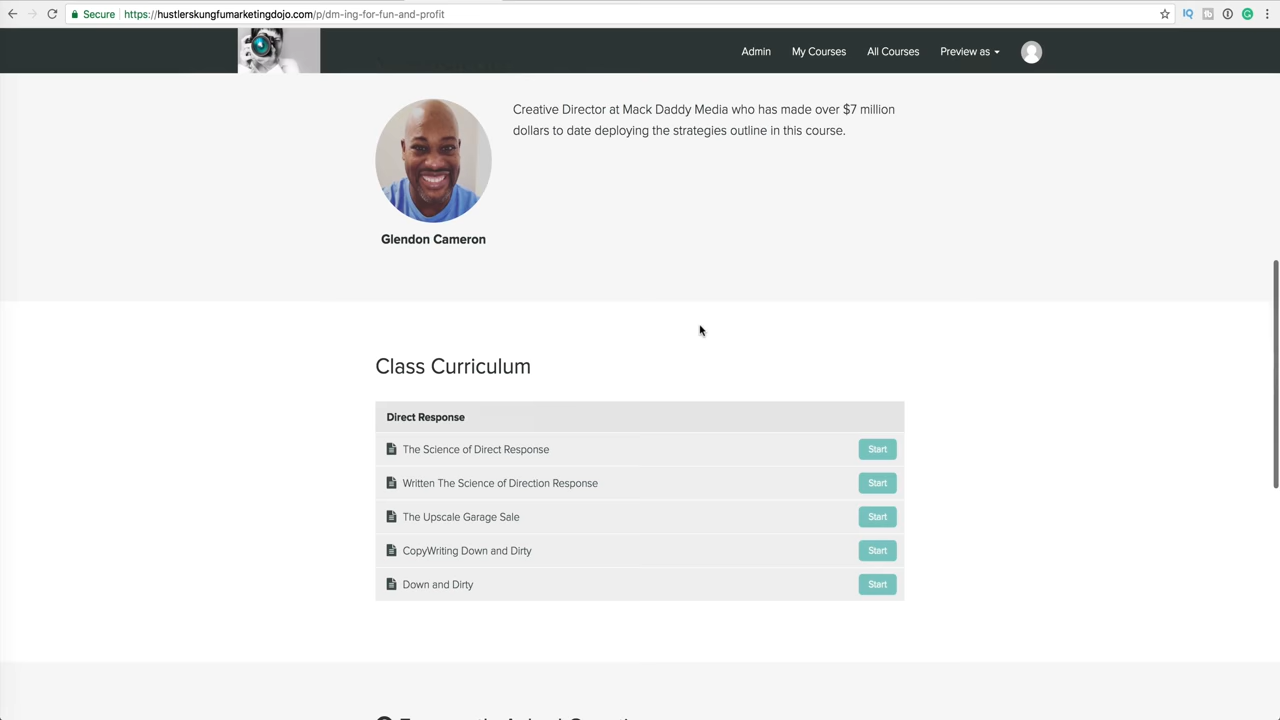 Secure https://hustlerskungfumarketingdojo.com/p/dm-ing-for-fun-and-profit
Admin My Courses All Courses Preview as
Creative Director at Mack Daddy Media who has made over $7 million
dollars to date deploying the strategies outline in this course.
Glendon Cameron
Class Curriculum
Direct Response
The Science of Direct Response Start
Written The Science of Direction Response Start
The Upscale Garage Sale Start
CopyWriting Down and Dirty Start
Down and Dirty Start